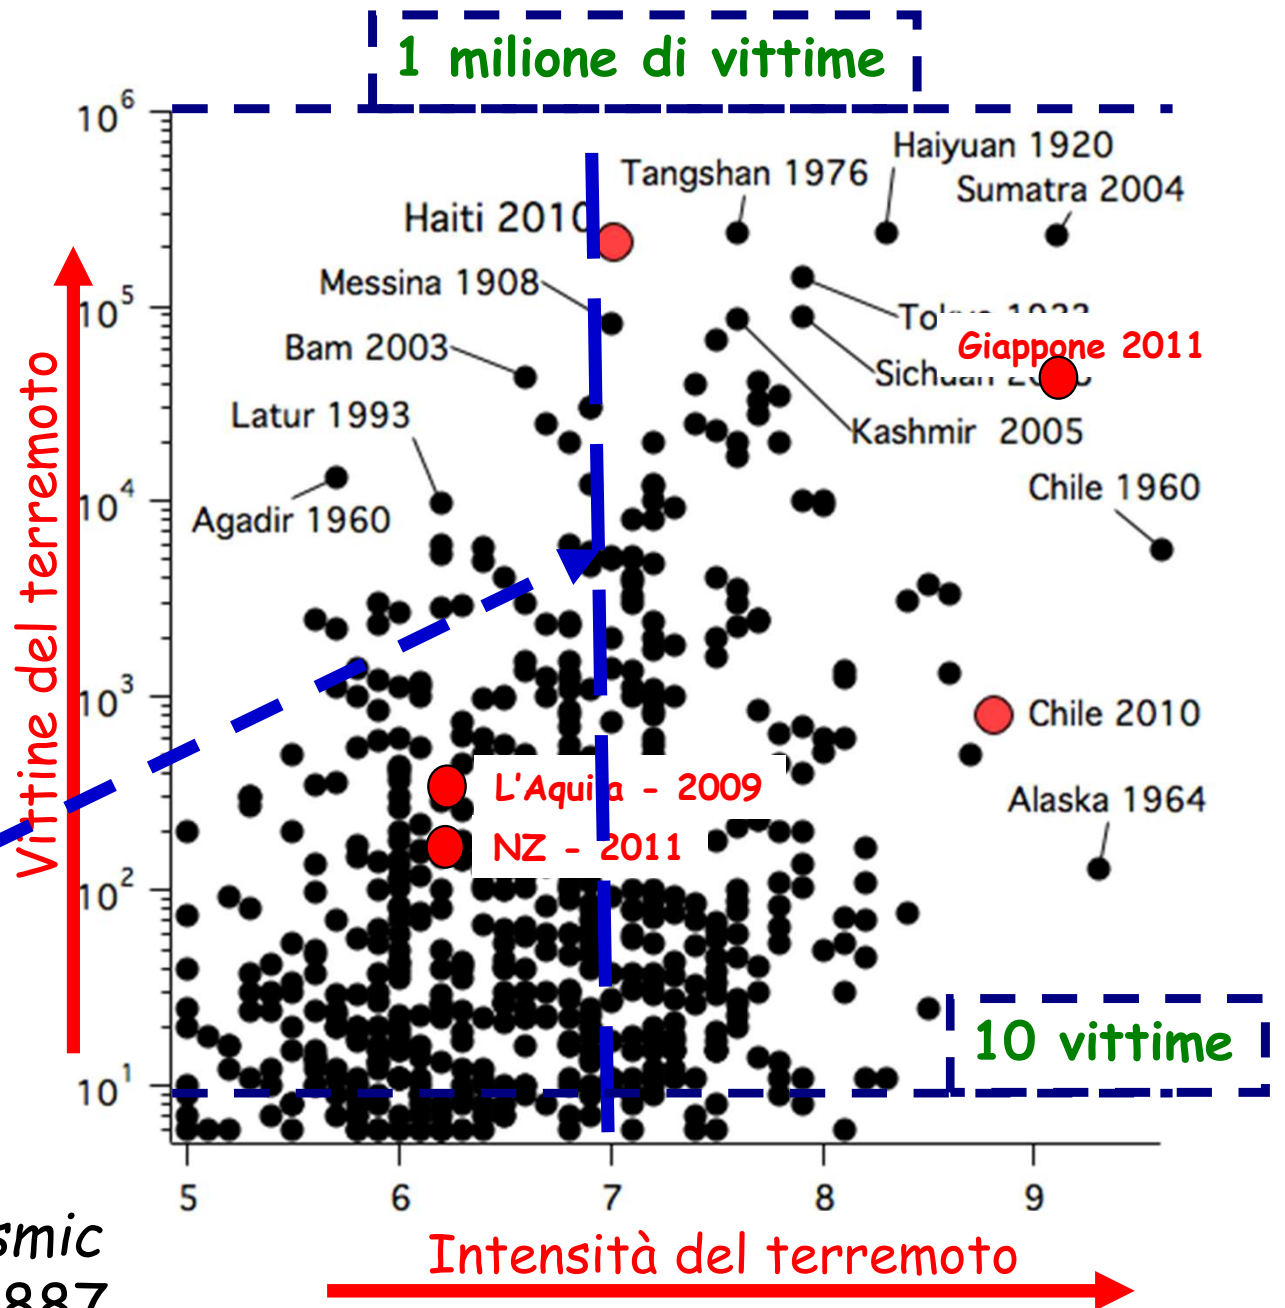 1 milione di vittime
10⁶
Haiyuan 1920
Tangshan 1976
Sumatra 2004
Haiti 2010
Messina 1908
10⁵
Giappone 2011
Bam 2003
Latur 1993
Kashmir 2005
Chile 1960
10⁴
Agadir 1960
Vittine del terremoto
10³
Chile 2010
L'Aquila - 2009
Alaska 1964
NZ - 2011
10²
10 vittime
10¹
5 6 7 8 9
Intensità del terremoto
smic
887